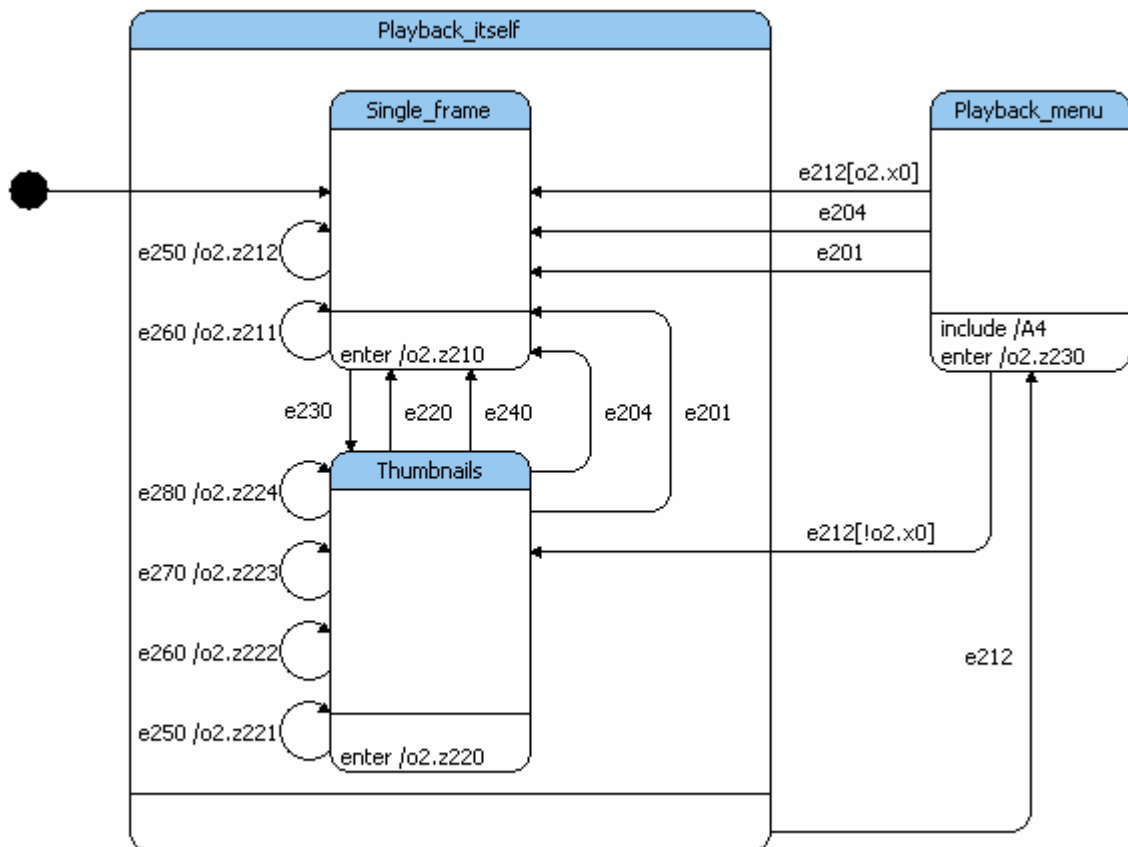 Playback_itself
Single_frame
Playback_menu
e212[o2.x0]
e204
e201
e250 /o2.z212
e260 /o2.z211
include /A4
enter /o2.z210
enter /o2.z230
e230
e220
e240
e204
e201
Thumbnails
e280 /o2.z224
e212[!o2.x0]
e270 /o2.z223
e260 /o2.z222
e212
e250 /o2.z221
enter /o2.z220